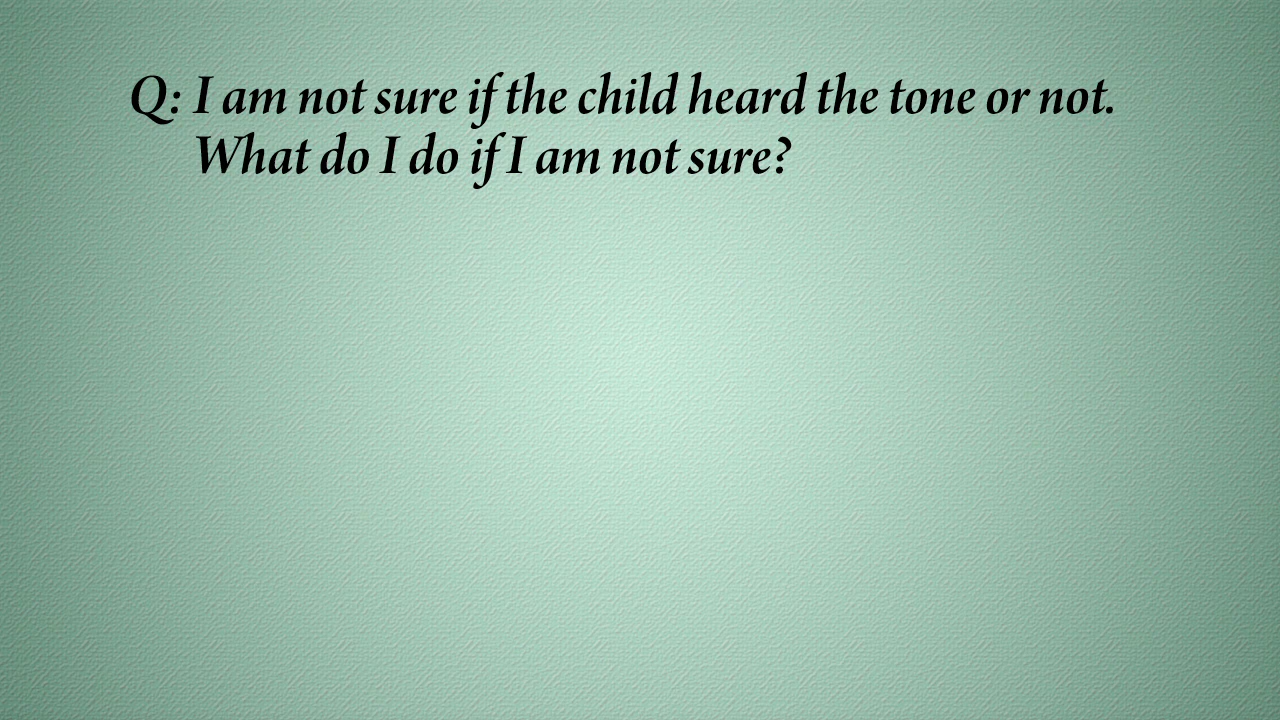 Q: I am not sure if the child heard the tone or not.
What do I do if I am not sure?